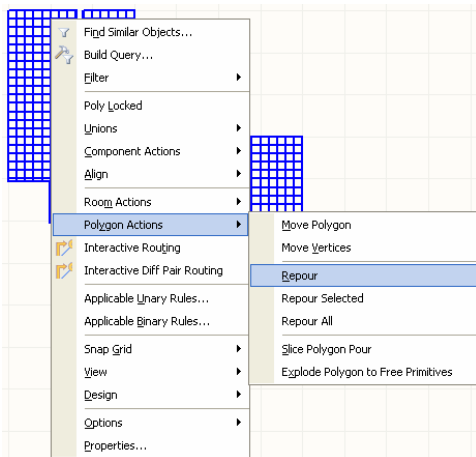 Find Similar Objects...
Build Query...
Filter
Poly Locked
Unions
Component Actions
Align
Room Actions
Polygon Actions
Interactive Routing
Interactive Diff Pair Routing
Applicable Unary Rules...
Applicable Binary Rules...
Snap Grid
View
Design
Options
Properties...
Move Polygon
Move Vertices
Repour
Repour Selected
Repour All
Slice Polygon Pour
Explode Polygon to Free Primitives